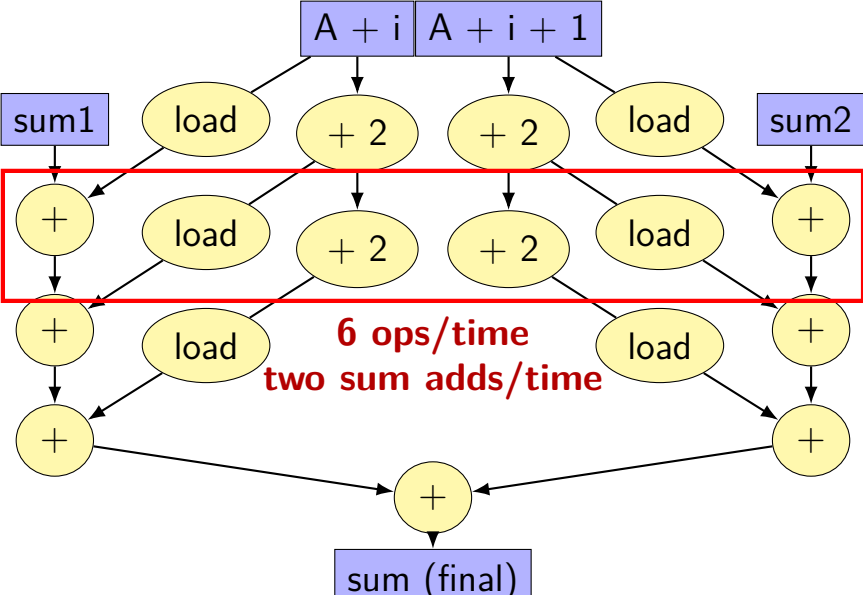 A + i
A + i + 1
sum1
load
+ 2
+ 2
load
sum2
+
load
+ 2
+ 2
load
+
+
load
6 ops/time
two sum adds/time
load
+
+
+
+
sum (final)